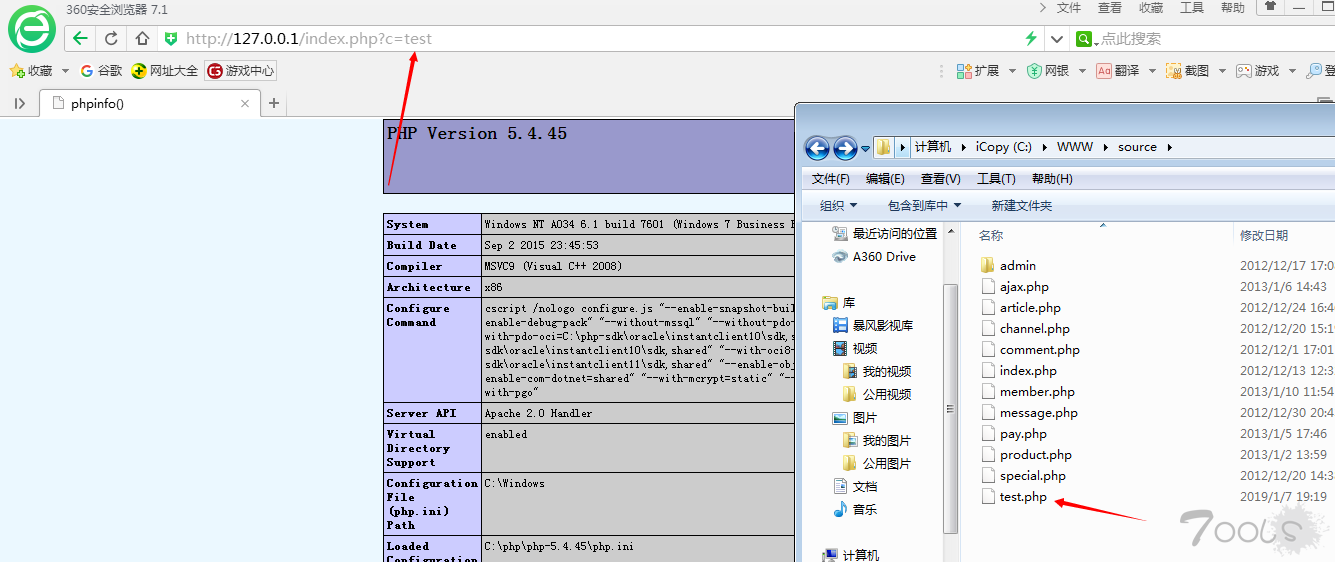 360安全浏览器 7.1
文件 查看 收藏 工具 帮助
http://127.0.0.1/index.php?c=test
点此搜索
收藏 谷歌 网址大全 游戏中心
扩展 网银 翻译 截图 游戏 登
phpinfo()
PHP Version 5.4.45
System
Windows NT A034 6.1 build 7601 (Windows 7 Business
Build Date
Sep 2 2015 23:45:53
Compiler
MSVC9 (Visual C++ 2008)
Architecture
x86
Configure
Command
cscript /nologo configure.js "--enable-snapshot-buil
enable-debug-pack" "--without-mssql" "--without-pdo-
with-pdo-oci=C:\php-sdk\oracle\instantclient10\sdk,s
sdk\oracle\instantclient10\sdk,shared" "--with-oci8-
sdk\oracle\instantclient11\sdk,shared" "--enable-obj
enable-com-dotnet=shared" "--with-mcrypt=static" "--
with-pgo"
Server API
Apache 2.0 Handler
Virtual
Directory
Support
enabled
Configuration
File
(php.ini)
Path
C:\Windows
Loaded
Configuration
C:\php\php-5.4.45\php.ini
计算机 iCopy (C:) WWW source
文件(F) 编辑(E) 查看(V) 工具(T) 帮助(H)
组织 包含到库中 新建文件夹
最近访问的位置
A360 Drive
库
暴风影视库
视频
我的视频
公用视频
图片
我的图片
公用图片
文档
音乐
计算机
名称 修改日期
admin 2012/12/17 17:0
ajax.php 2013/1/6 14:43
article.php 2012/12/24 16:4
channel.php 2012/12/20 15:1
comment.php 2012/12/1 17:01
index.php 2012/12/13 12:3
member.php 2013/1/10 11:54
message.php 2012/12/30 20:4
pay.php 2013/1/5 17:46
product.php 2013/1/2 13:59
special.php 2012/12/20 14:3
test.php 2019/1/7 19:19
7ools